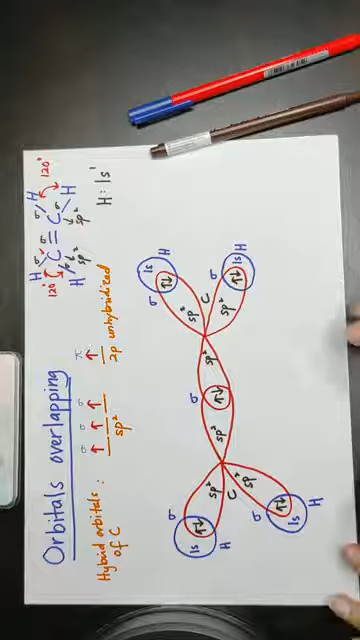 Orbitals overlapping
Hybrid orbitals : of C
σ σ σ π
sp² 2p unhybridized
120° H H 120°
σ σ
C = C
σ σ σ
sp² sp²
H H
H : 1s¹
1s H σ 1s H σ
sp² C sp²
sp²
σ
sp²
sp² C sp²
σ 1s H σ 1s H